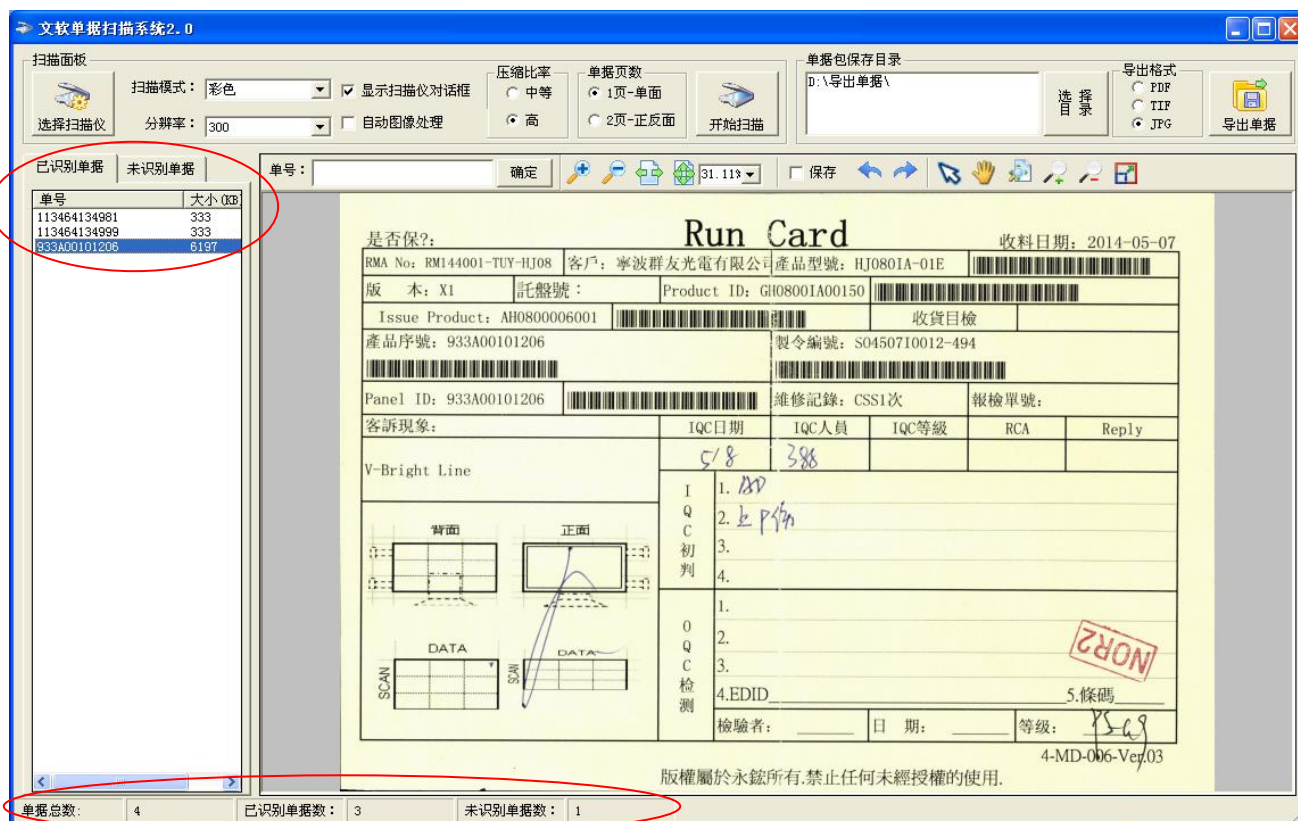 文软单据扫描系统2.0
扫描面板
选择扫描仪
扫描模式： 彩色
分辨率： 300
显示扫描仪对话框
自动图像处理
压缩比率
中等
高
单据页数
1页-单面
2页-正反面
开始扫描
单据包保存目录
D:\导出单据\
选 择
目 录
导出格式
PDF
TIF
JPG
导出单据
已识别单据 未识别单据
单号： 确定 31.11% 保存
单号 大小(KB)
113464134981 333
113464134999 333
933A00101206 6197
是否保?: Run Card 收料日期: 2014-05-07
RMA No: RM144001-TUY-HJ08 客戶: 寧波群友光電有限公司 產品型號: HJ080IA-01E
版 本: X1 託盤號: Product ID: GH0800IA00150
Issue Product: AH0800006001 收貨目檢
產品序號: 933A00101206 製令編號: SO4507I0012-494
Panel ID: 933A00101206 維修記錄: CSS1次 報檢單號:
客訴現象: IQC日期 IQC人員 IQC等級 RCA Reply
5/8 388
V-Bright Line
IQC初判
1.
2.
3.
4.
背面 正面
DATA DATA
SCAN SCAN
OQC检测
1.
2.
3.
NOR2
4.EDID 5.條碼
檢驗者: 日 期: 等级:
4-MD-006-Ver.03
版權屬於永鋐所有.禁止任何未經授權的使用.
单据总数: 4 已识别单据数: 3 未识别单据数: 1